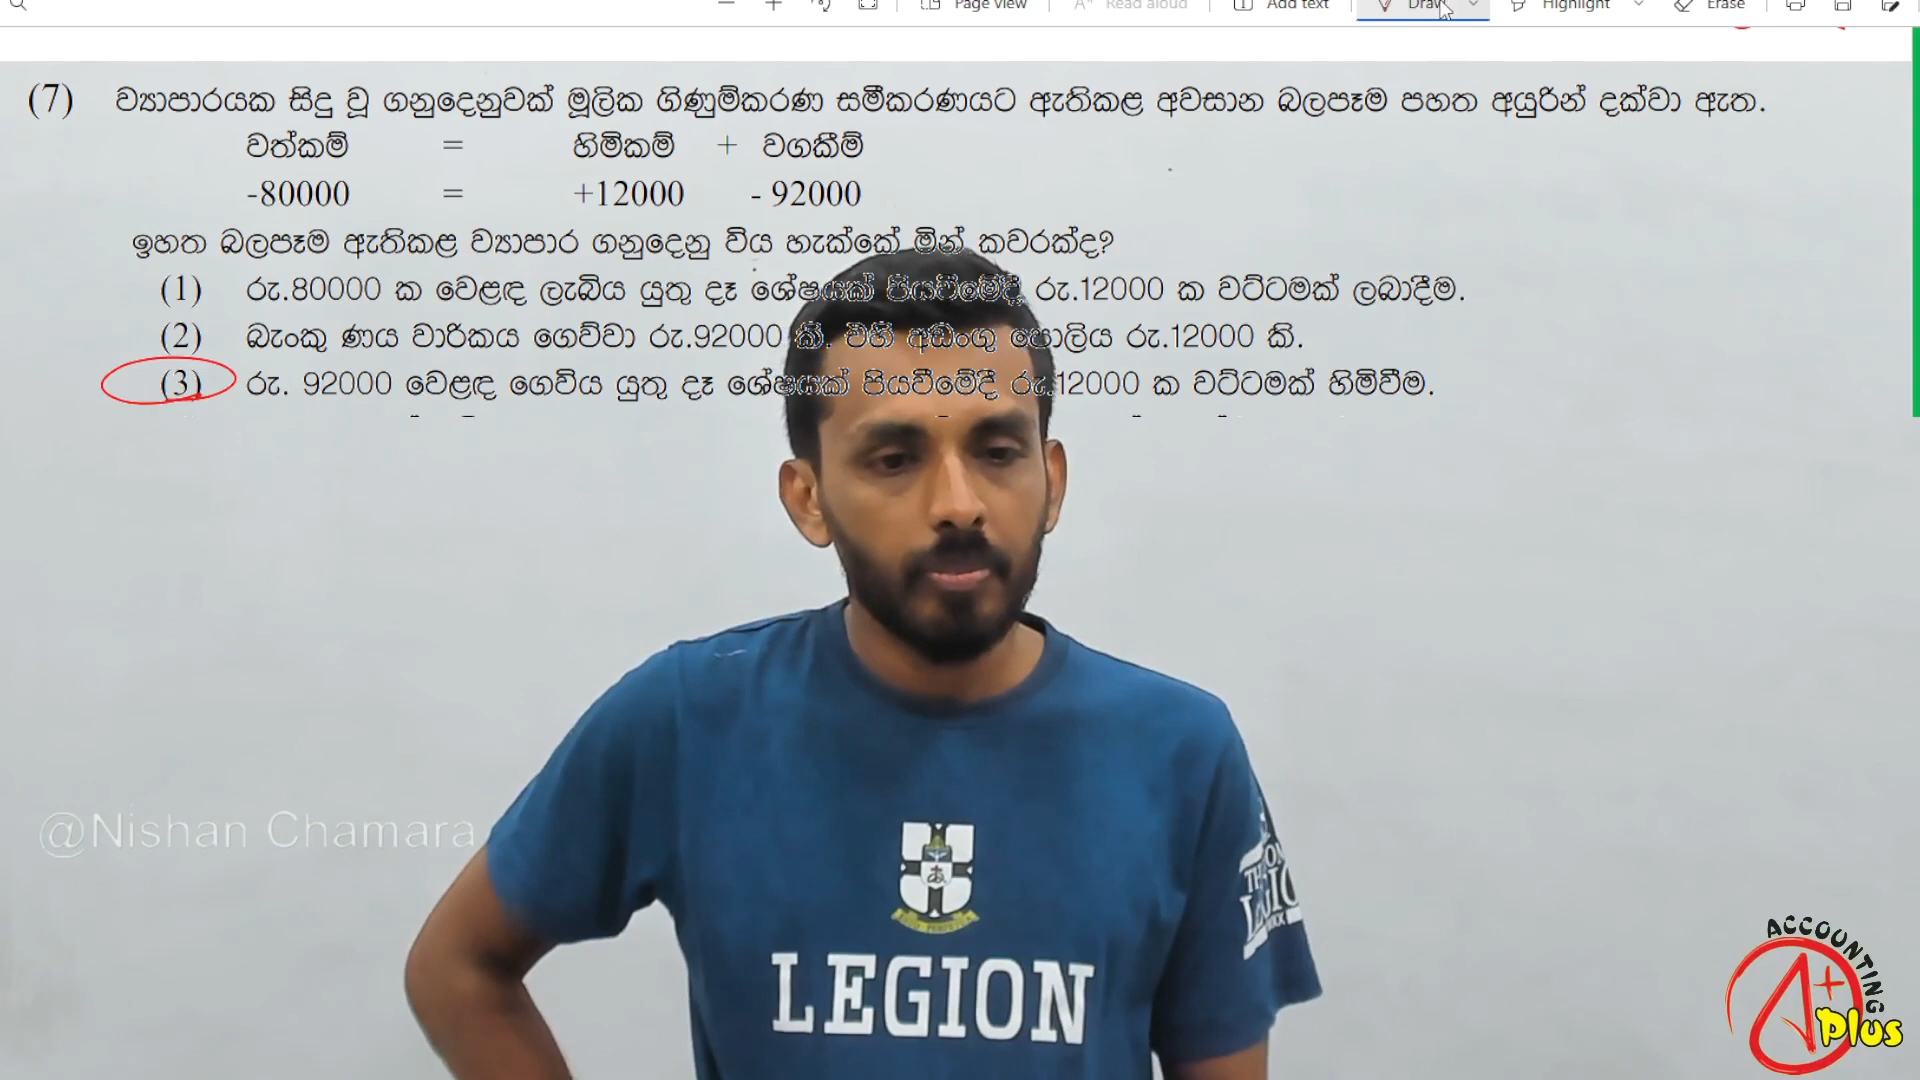 Page view
Read aloud
Add text
Draw
Highlight
Erase
(7) ව්‍යාපාරයක සිදු වූ ගනුදෙනුවක් මූලික ගිණුම්කරණ සමීකරණයට ඇතිකළ අවසාන බලපෑම පහත අයුරින් දක්වා ඇත.
වත්කම් = හිමිකම් + වගකීම්
-80000 = +12000 - 92000
ඉහත බලපෑම ඇතිකළ ව්‍යාපාර ගනුදෙනු විය හැක්කේ මින් කවරක්ද?
(1) රු.80000 ක වෙළඳ ලැබිය යුතු දෑ ශේෂයක් පියවීමේදී රු.12000 ක වට්ටමක් ලබාදීම.
(2) බැංකු ණය වාරිකය ගෙව්වා රු.92000 කි. එහි අඩංගු පොලිය රු.12000 කි.
(3) රු. 92000 වෙළඳ ගෙවිය යුතු දෑ ශේෂයක් පියවීමේදී රු.12000 ක වට්ටමක් හිමිවීම.
@Nishan Chamara
LEGION
ACCOUNTING
A+
Plus